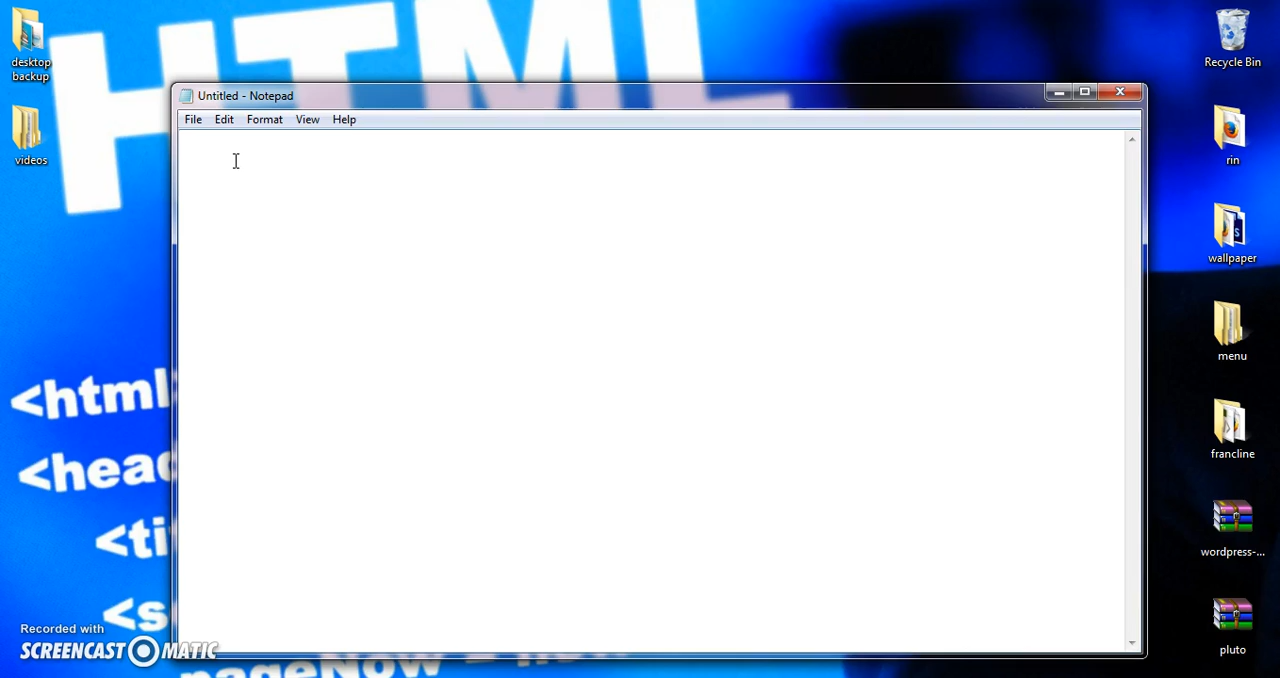 HTML
desktop
backup
videos
Untitled - Notepad
File Edit Format View Help
Recycle Bin
rin
wallpaper
menu
francline
wordpress-...
pluto
<html
<head
<ti
<s
pageNow =
Recorded with
SCREENCAST MATIC